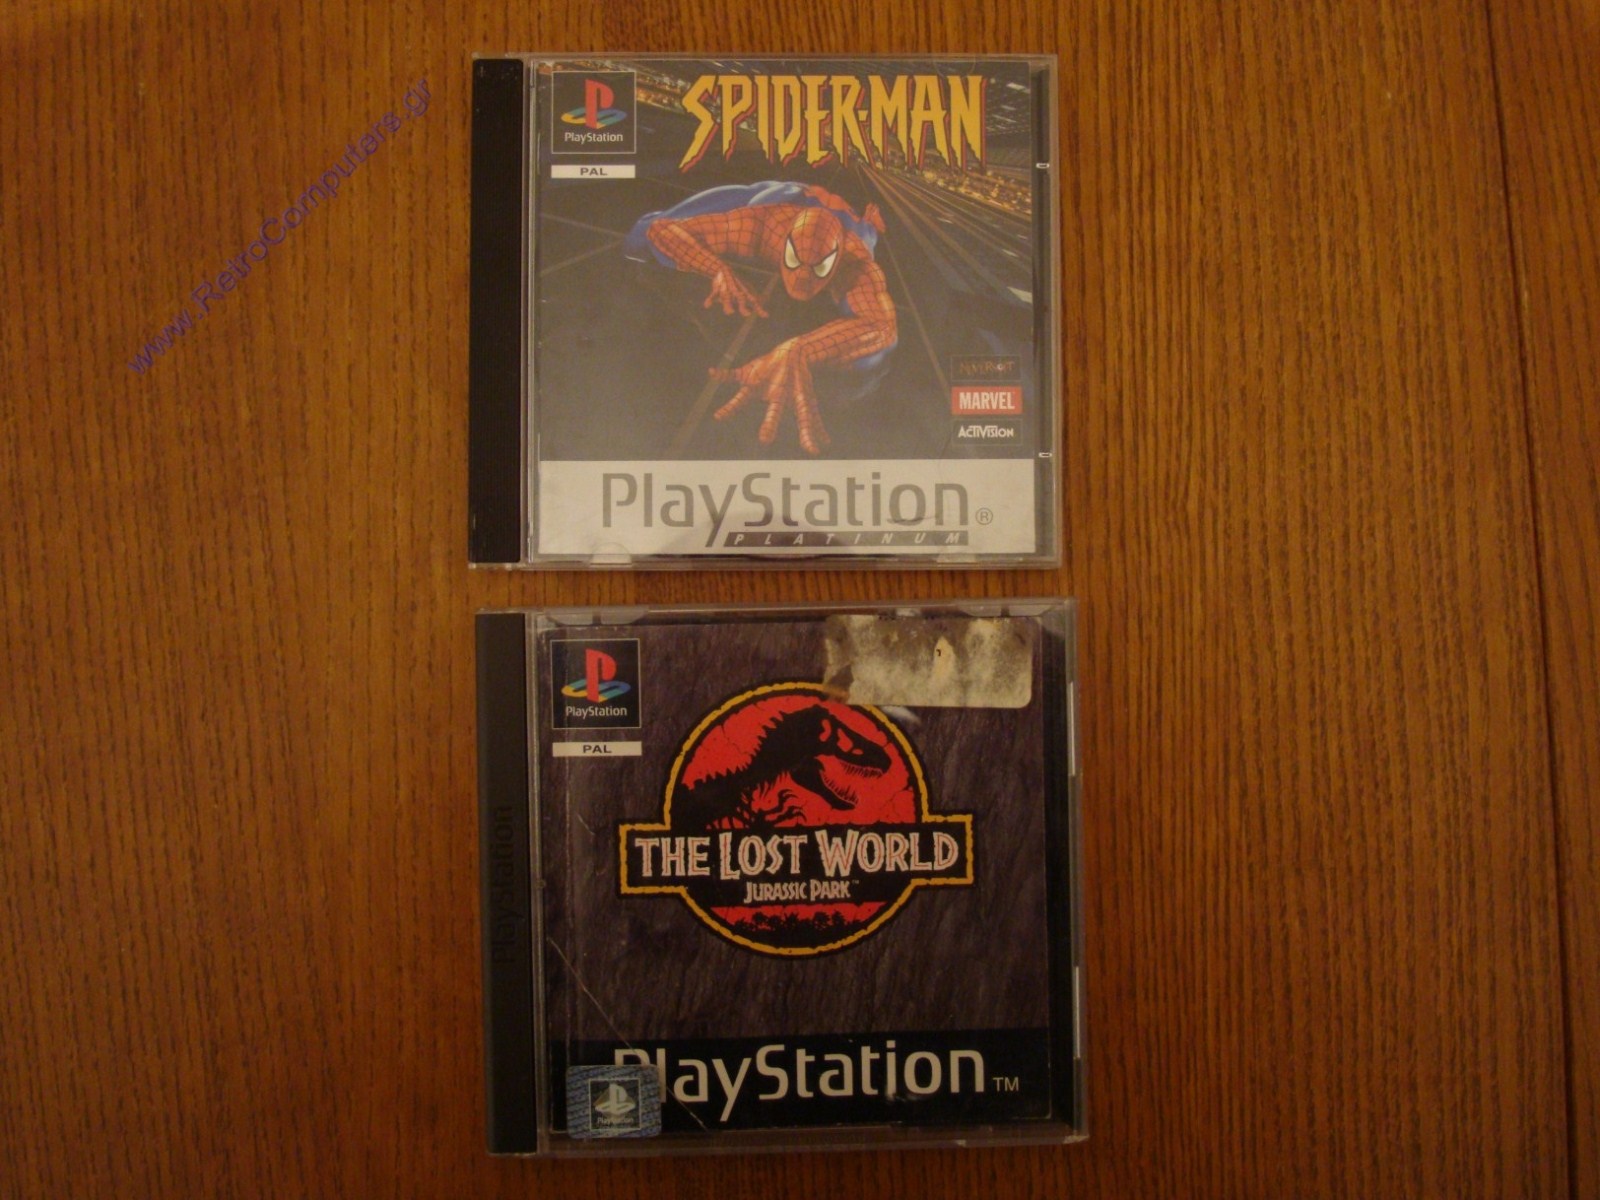 www.RetroComputers.gr
PlayStation
PAL
SPIDER-MAN
NEVERSOFT
MARVEL
ACTIVISION
PlayStation®
PLATINUM
PlayStation
PAL
PlayStation
THE LOST WORLD
JURASSIC PARK™
PlayStation™
PlayStation